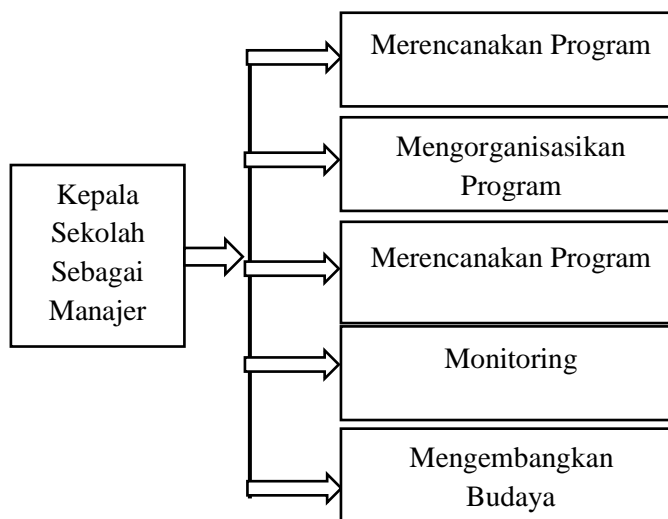 Kepala
Sekolah
Sebagai
Manajer
Merencanakan Program
Mengorganisasikan
Program
Merencanakan Program
Monitoring
Mengembangkan
Budaya